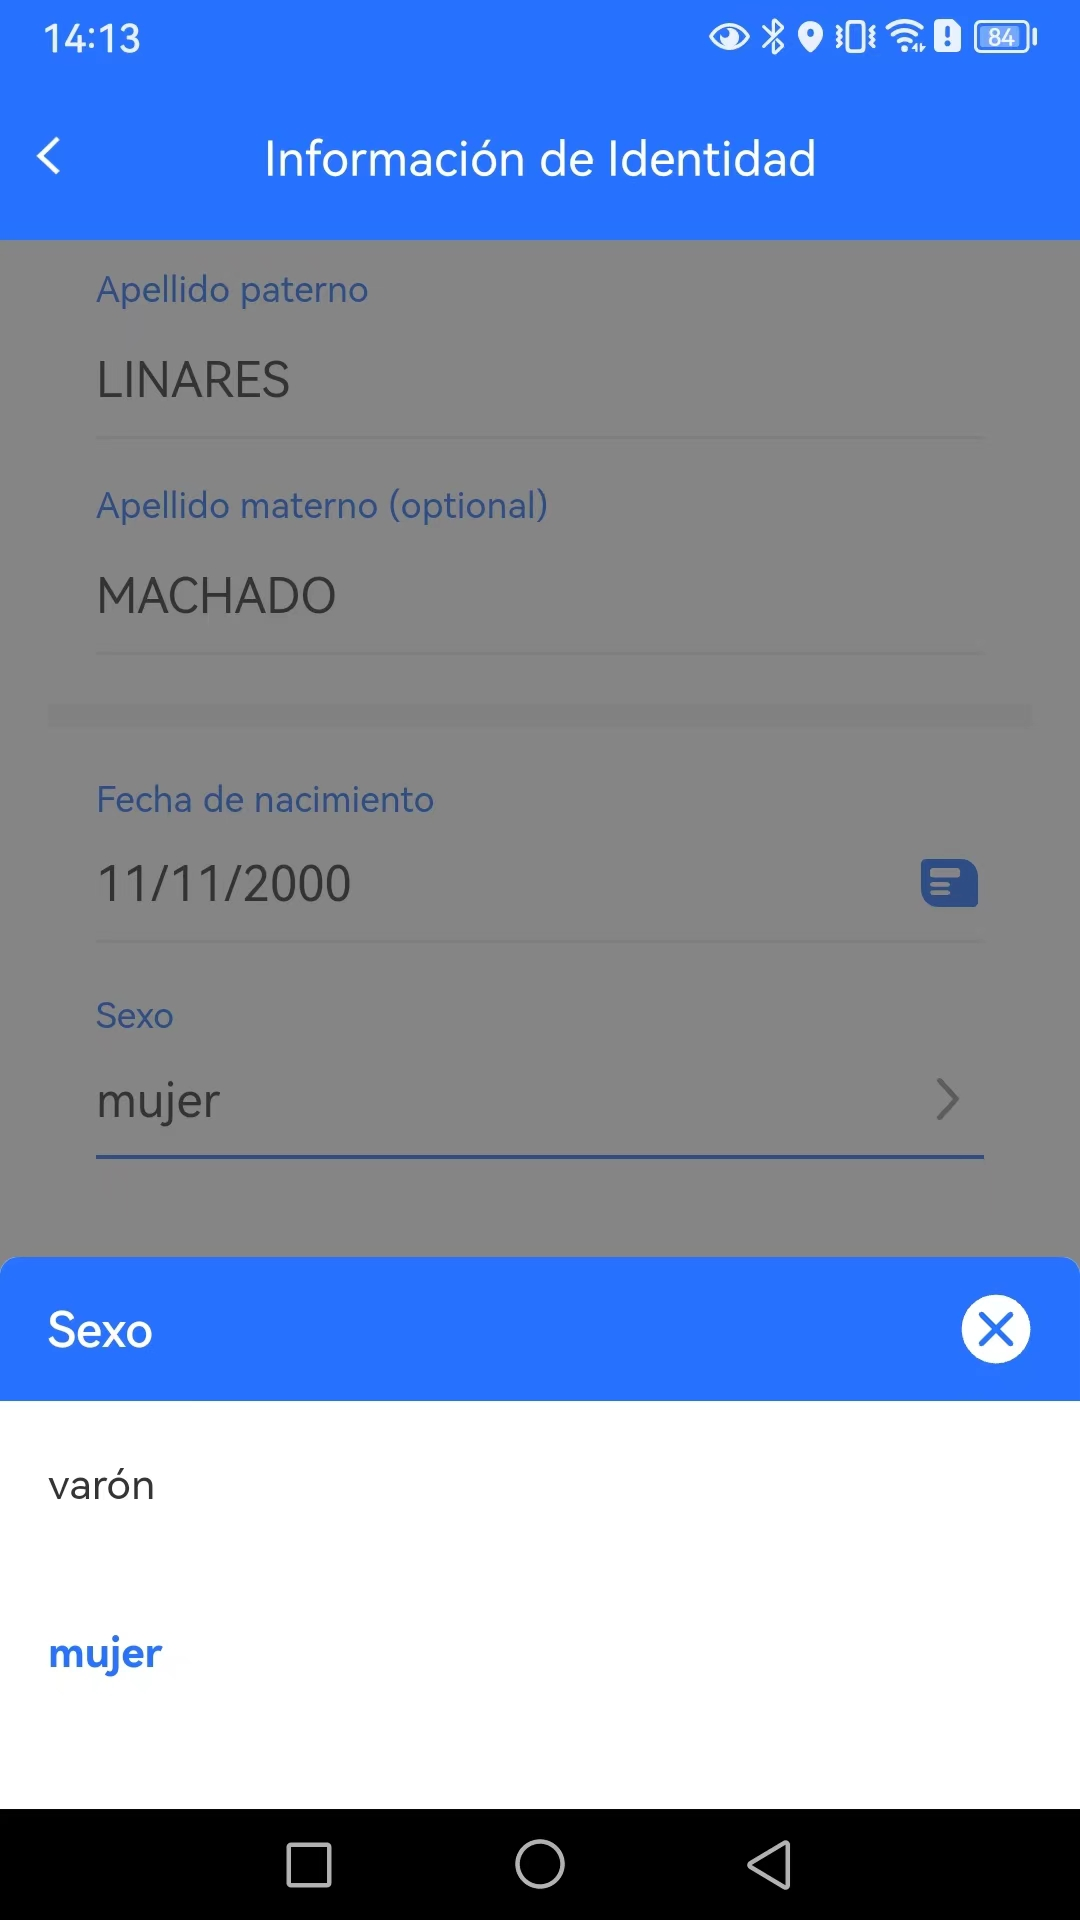 14:13
84
Información de Identidad
Apellido paterno
LINARES
Apellido materno (optional)
MACHADO
Fecha de nacimiento
11/11/2000
Sexo
mujer
Sexo
varón
mujer